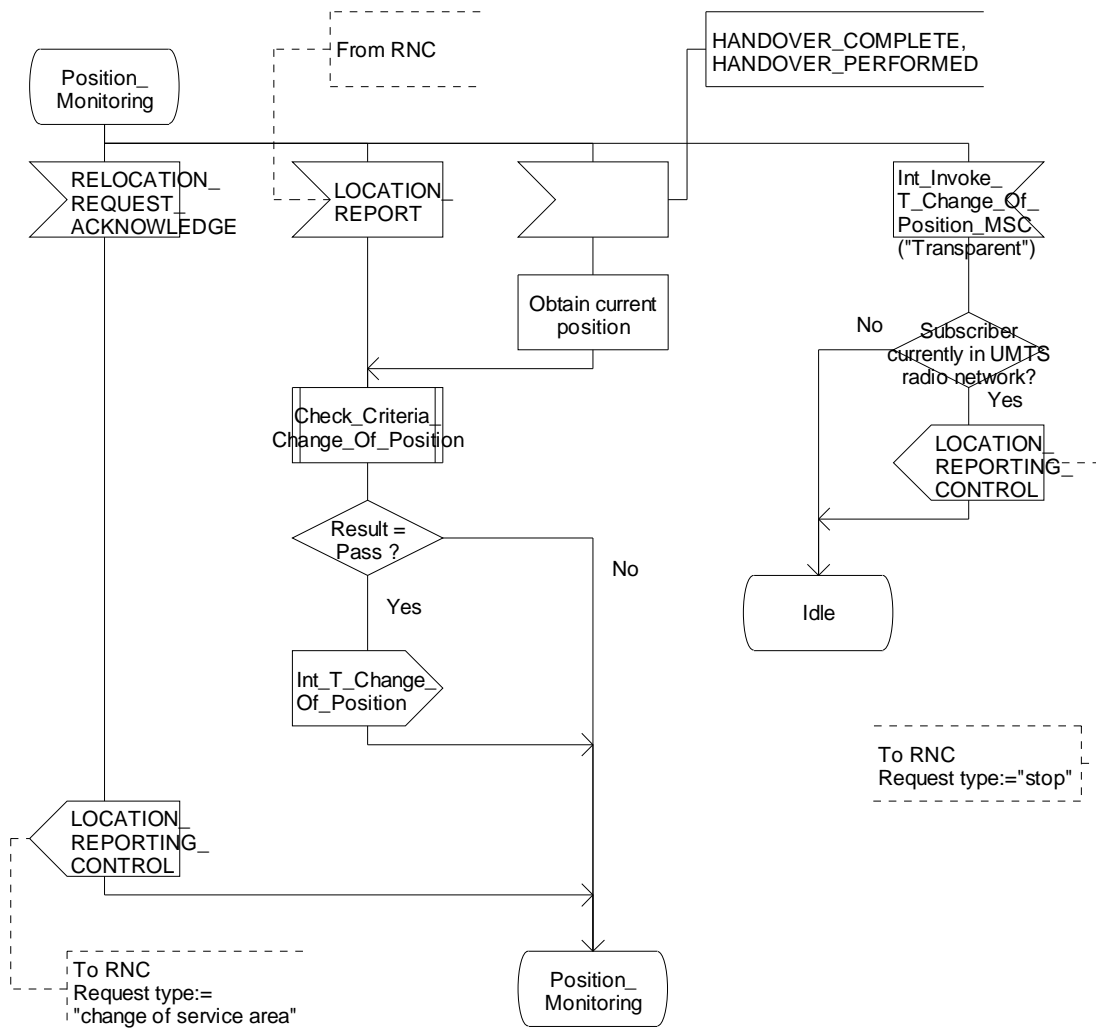 From RNC
HANDOVER_COMPLETE,
HANDOVER_PERFORMED
Position_
Monitoring
RELOCATION_
REQUEST_
ACKNOWLEDGE
LOCATION_
REPORT
Int_Invoke_
T_Change_Of_
Position_MSC
("Transparent")
Obtain current
position
No
Subscriber
currently in UMTS
radio network?
Yes
Check_Criteria_
Change_Of_Position
LOCATION_
REPORTING_
CONTROL
Result =
Pass ?
No
Yes
Idle
Int_T_Change_
Of_Position
To RNC
Request type:="stop"
LOCATION_
REPORTING_
CONTROL
To RNC
Request type:=
"change of service area"
Position_
Monitoring